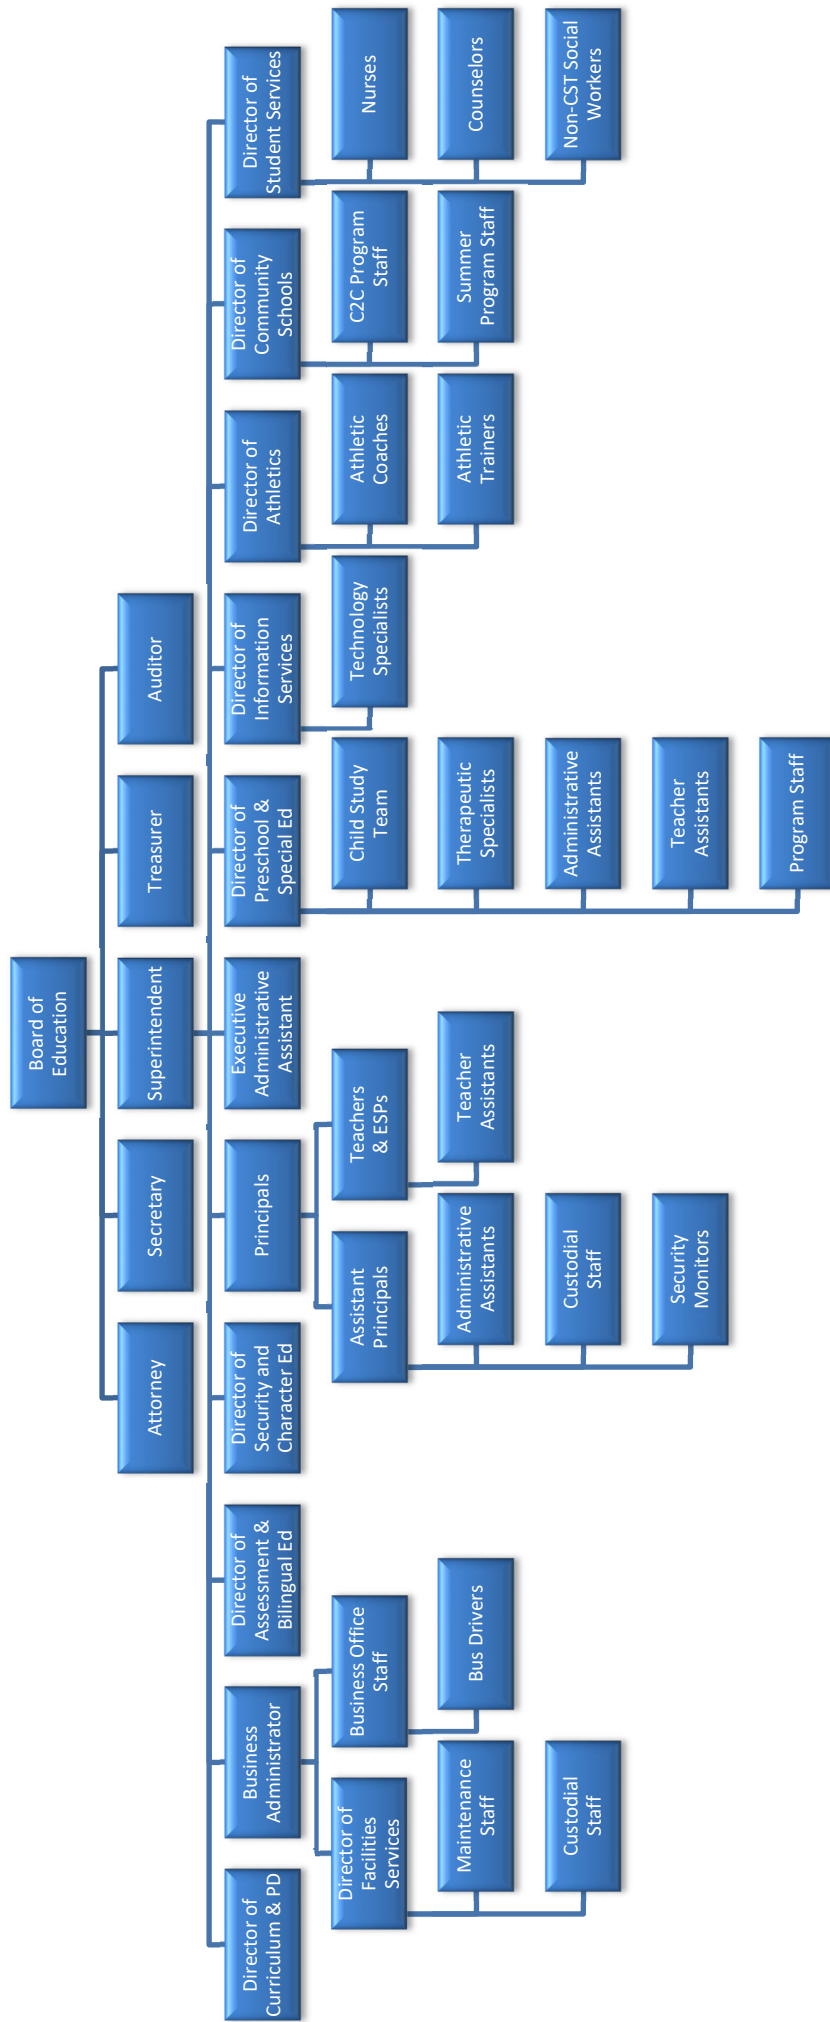 Board of
Education
Attorney
Secretary
Superintendent
Treasurer
Auditor
Director of
Curriculum & PD
Business
Administrator
Director of
Assessment &
Bilingual Ed
Director of
Security and
Character Ed
Principals
Executive
Administrative
Assistant
Director of
Preschool &
Special Ed
Director of
Information
Services
Director of
Athletics
Director of
Community
Schools
Director of
Student Services
Director of
Facilities
Services
Business Office
Staff
Assistant
Principals
Teachers
& ESPs
Child Study
Team
Technology
Specialists
Athletic
Coaches
C2C Program
Staff
Nurses
Maintenance
Staff
Bus Drivers
Administrative
Assistants
Teacher
Assistants
Therapeutic
Specialists
Athletic
Trainers
Summer
Program Staff
Counselors
Custodial
Staff
Custodial
Staff
Administrative
Assistants
Non-CST Social
Workers
Security
Monitors
Teacher
Assistants
Program Staff